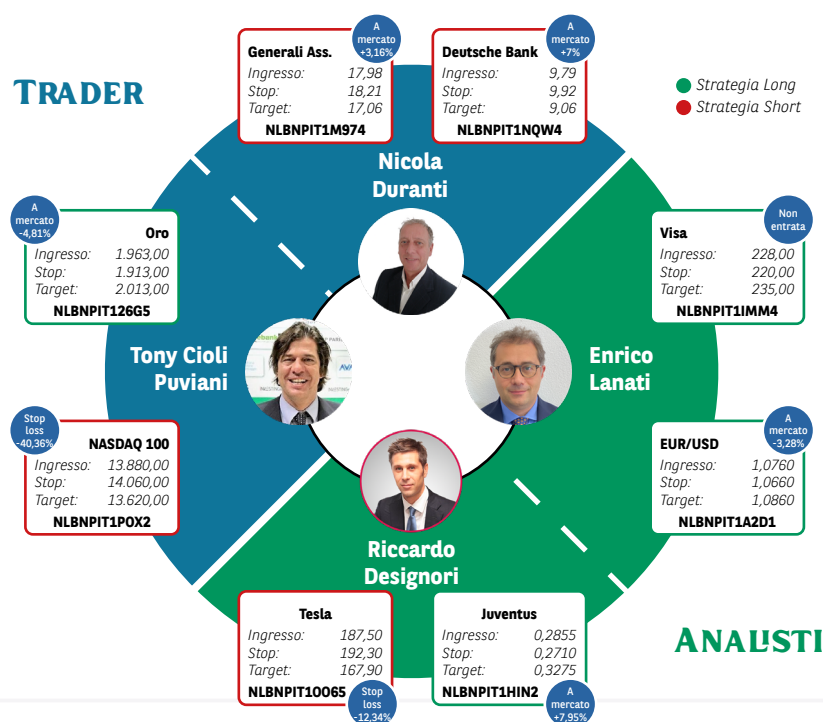 TRADER
A
mercato
+3,16%
Generali Ass.
Ingresso: 17,98
Stop: 18,21
Target: 17,06
NLBNPIT1M974
A
mercato
+7%
Deutsche Bank
Ingresso: 9,79
Stop: 9,92
Target: 9,06
NLBNPIT1NQW4
Strategia Long
Strategia Short
Nicola
Duranti
A
mercato
-4,81%
Oro
Ingresso: 1.963,00
Stop: 1.913,00
Target: 2.013,00
NLBNPIT126G5
Non
entrata
Visa
Ingresso: 228,00
Stop: 220,00
Target: 235,00
NLBNPIT1IMM4
Tony Cioli
Puviani
Enrico
Lanati
Stop
loss
-40,36%
NASDAQ 100
Ingresso: 13.880,00
Stop: 14.060,00
Target: 13.620,00
NLBNPIT1POX2
A
mercato
-3,28%
EUR/USD
Ingresso: 1,0760
Stop: 1,0660
Target: 1,0860
NLBNPIT1A2D1
Riccardo
Designori
Tesla
Ingresso: 187,50
Stop: 192,30
Target: 167,90
NLBNPIT10065
Stop
loss
-12,34%
Juventus
Ingresso: 0,2855
Stop: 0,2710
Target: 0,3275
NLBNPIT1HIN2
A
mercato
+7,95%
ANALISTI